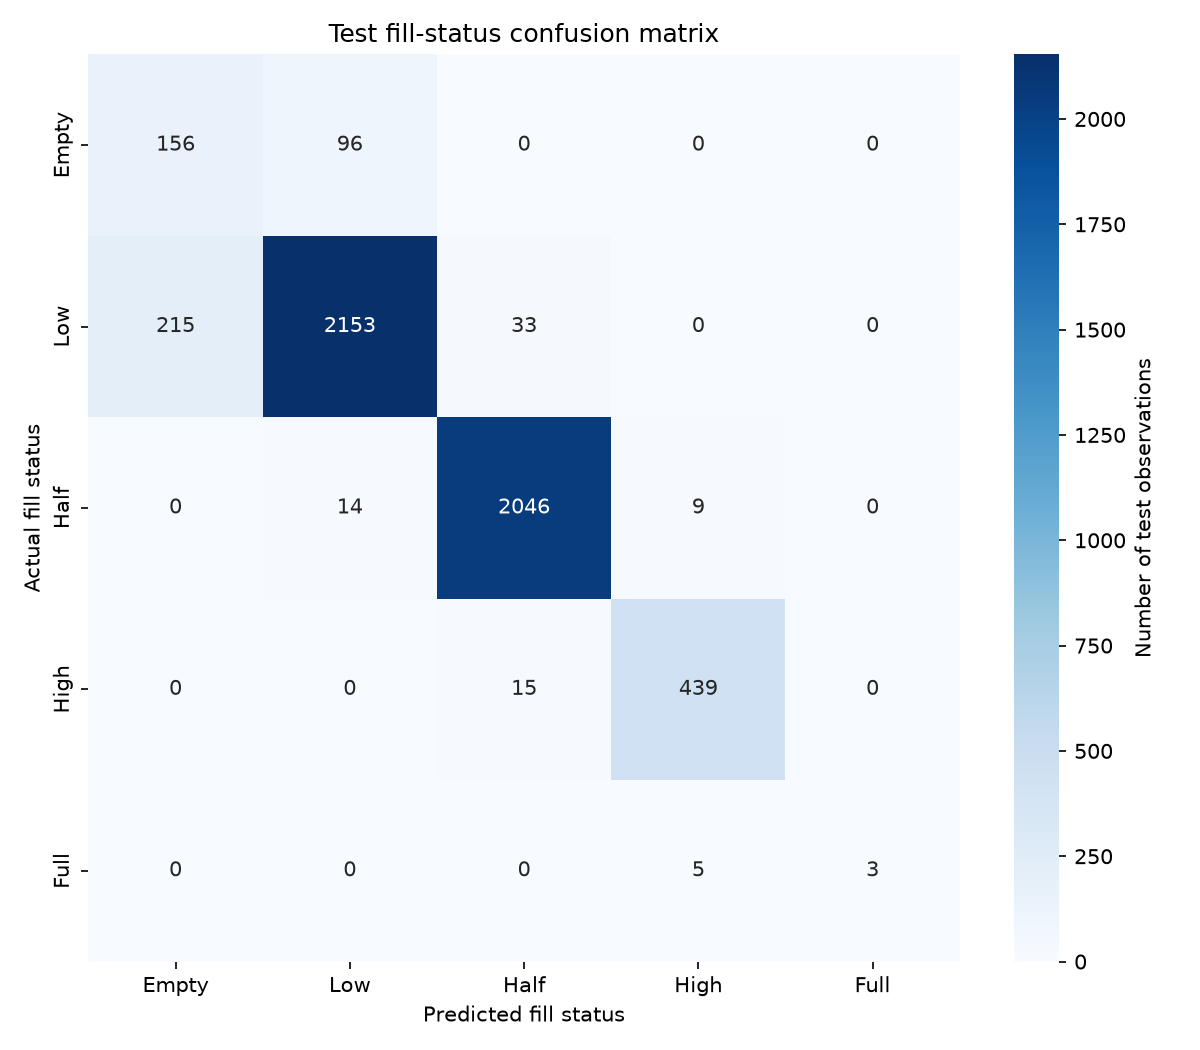 Test fill-status confusion matrix
Actual fill status
Empty 156 96 0 0 0
Low 215 2153 33 0 0
Half 0 14 2046 9 0
High 0 0 15 439 0
Full 0 0 0 5 3
Empty Low Half High Full
Predicted fill status
2000
1750
1500
1250
1000
750
500
250
0
Number of test observations